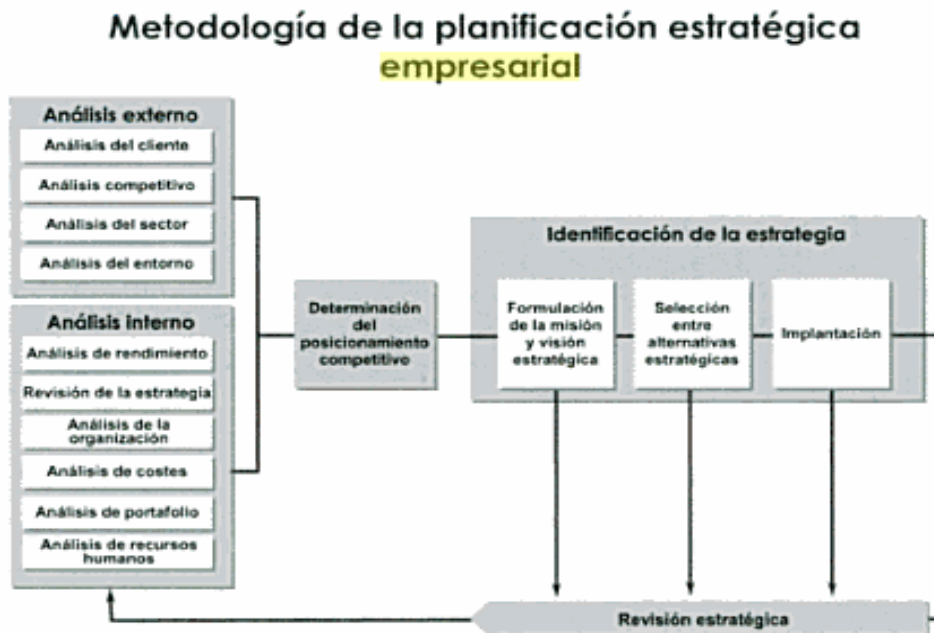 Metodología de la planificación estratégica
empresarial
Análisis externo
Análisis del cliente
Análisis competitivo
Análisis del sector
Análisis del entorno
Análisis interno
Análisis de rendimiento
Revisión de la estrategia
Análisis de la
organización
Análisis de costes
Análisis de portafolio
Análisis de recursos
humanos
Determinación
del
posicionamiento
competitivo
Identificación de la estrategia
Formulación
de la misión
y visión
estratégica
Selección
entre
alternativas
estratégicas
Implantación
Revisión estratégica